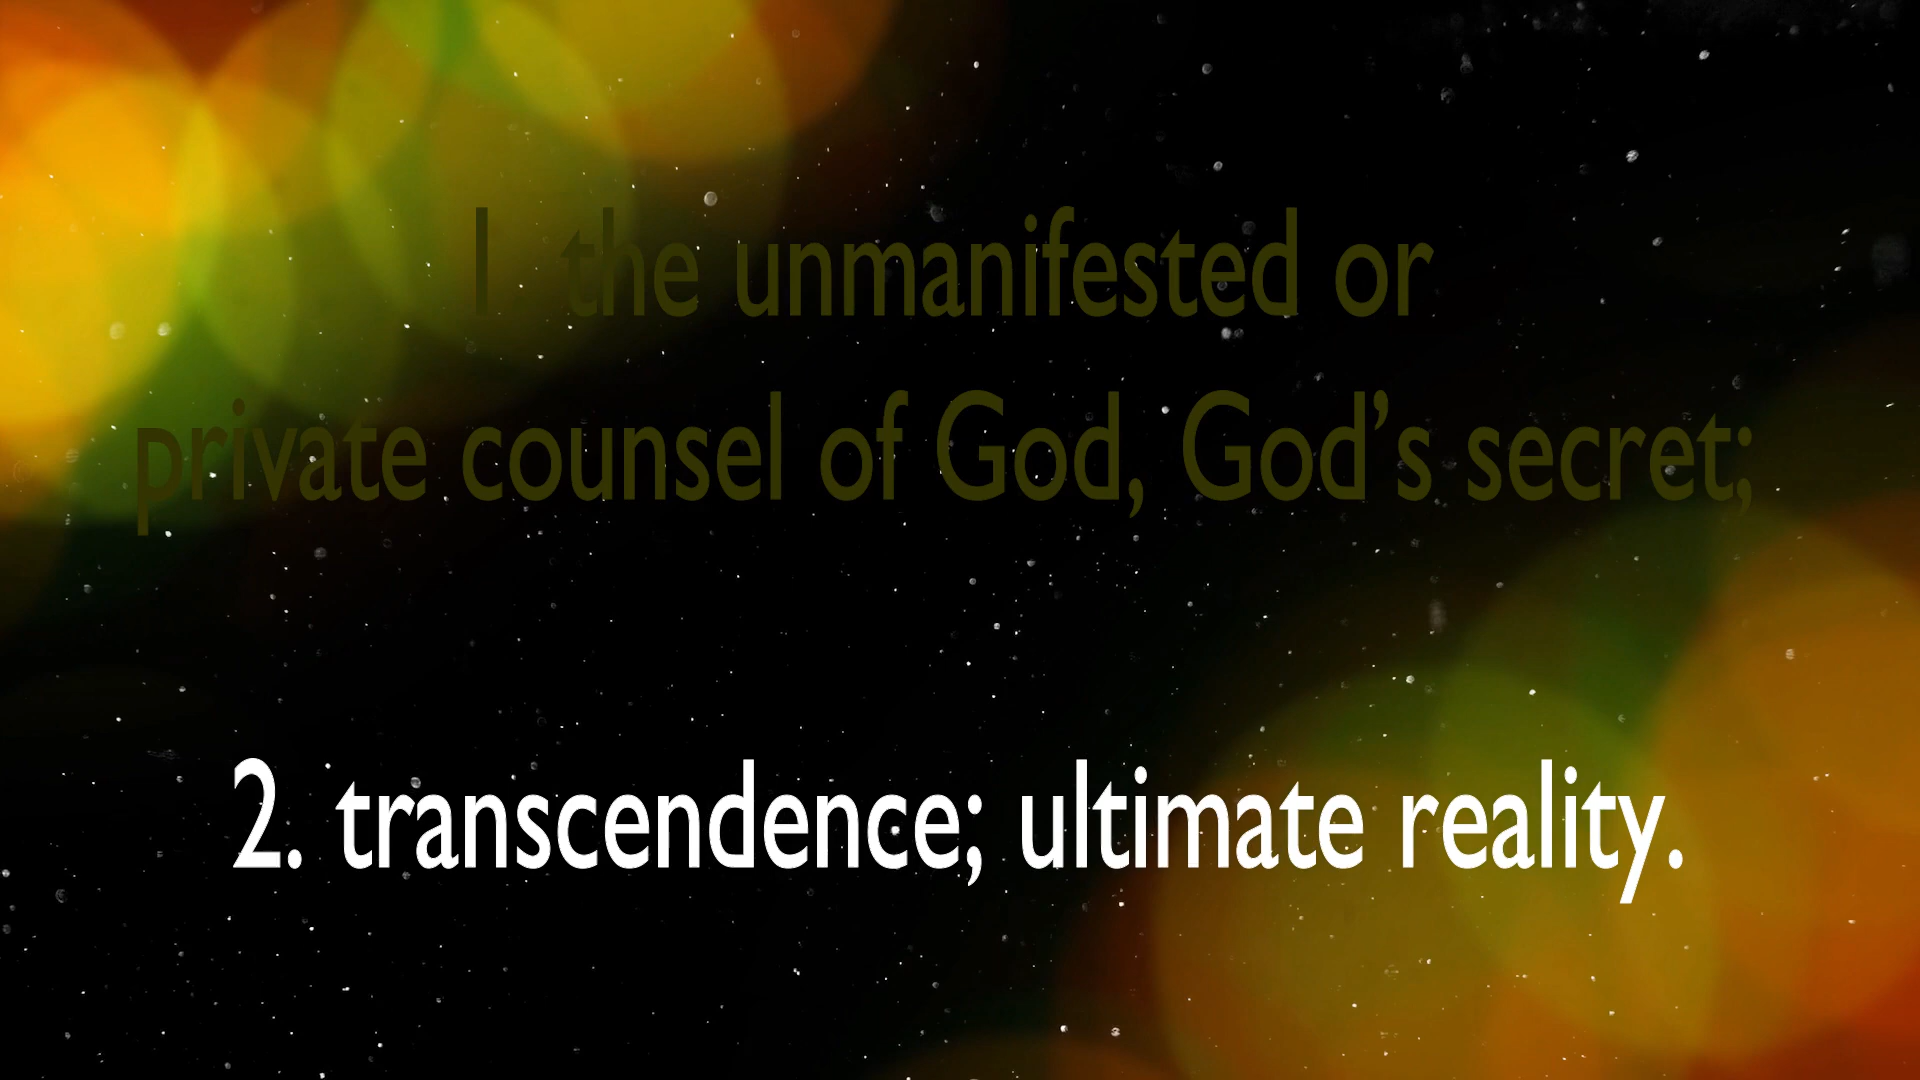 1 the unmanifested or
private counsel of God, God’s secret;
2. transcendence; ultimate reality.